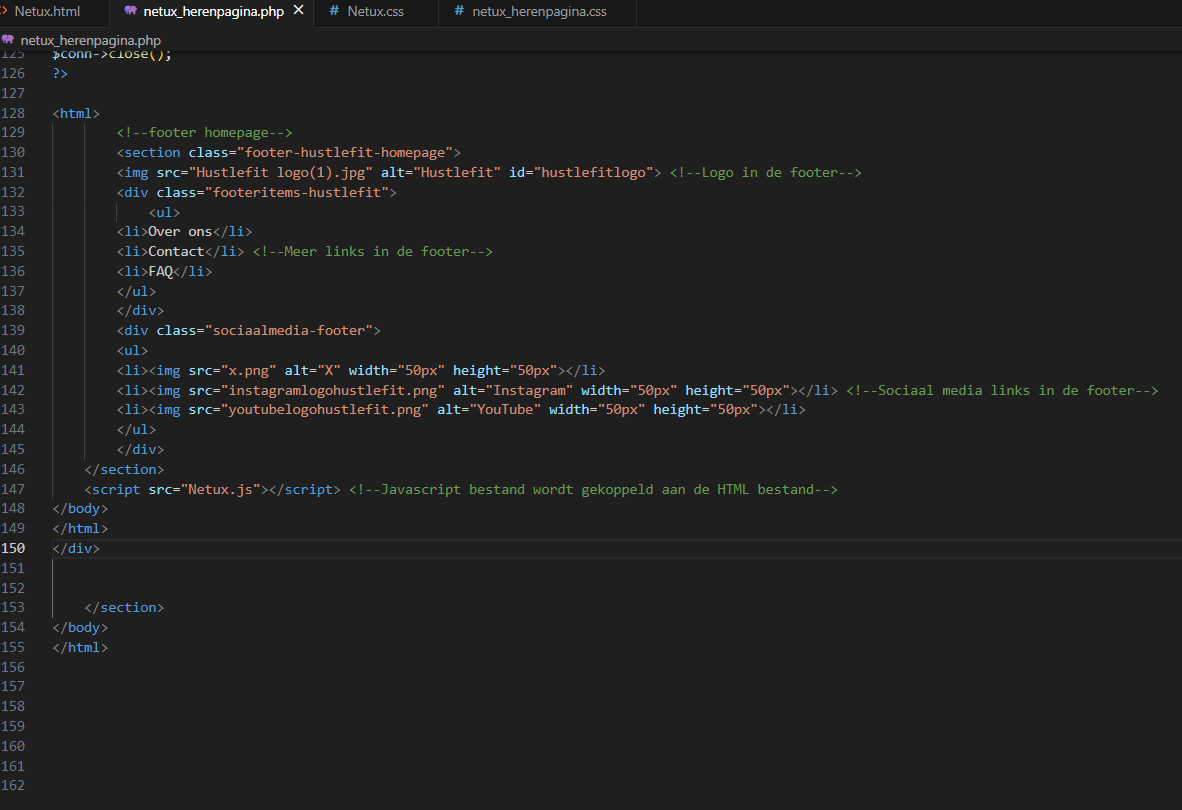 Netux.html netux_herenpagina.php × # Netux.css # netux_herenpagina.css
netux_herenpagina.php
125 $conn->close();
126 ?>
127
128 <html>
129 <!--footer homepage-->
130 <section class="footer-hustlefit-homepage">
131 <img src="Hustlefit logo(1).jpg" alt="Hustlefit" id="hustlefitlogo"> <!--Logo in de footer-->
132 <div class="footeritems-hustlefit">
133 <ul>
134 <li>Over ons</li>
135 <li>Contact</li> <!--Meer links in de footer-->
136 <li>FAQ</li>
137 </ul>
138 </div>
139 <div class="sociaalmedia-footer">
140 <ul>
141 <li><img src="x.png" alt="X" width="50px" height="50px"></li>
142 <li><img src="instagramlogohustlefit.png" alt="Instagram" width="50px" height="50px"></li> <!--Sociaal media links in de footer-->
143 <li><img src="youtubelogohustlefit.png" alt="YouTube" width="50px" height="50px"></li>
144 </ul>
145 </div>
146 </section>
147 <script src="Netux.js"></script> <!--Javascript bestand wordt gekoppeld aan de HTML bestand-->
148 </body>
149 </html>
150 </div>
151
152
153 </section>
154 </body>
155 </html>
156
157
158
159
160
161
162